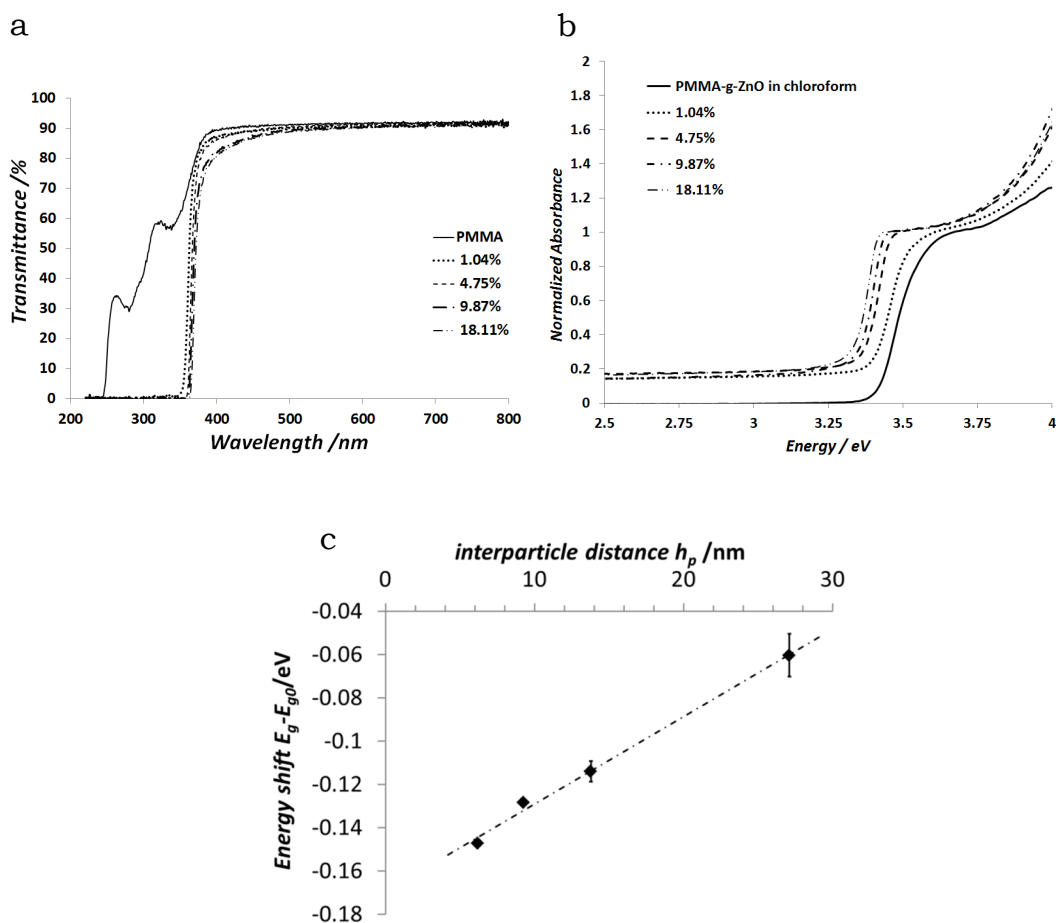 a
100
90
80
70
60
50
40
30
20
10
0
200 300 400 500 600 700 800
Transmittance /%
Wavelength /nm
PMMA
1.04%
4.75%
9.87%
18.11%
b
2
1.8
1.6
1.4
1.2
1
0.8
0.6
0.4
0.2
0
2.5 2.75 3 3.25 3.5 3.75 4
Normalized Absorbance
Energy / eV
PMMA-g-ZnO in chloroform
1.04%
4.75%
9.87%
18.11%
c
interparticle distance hp /nm
0 10 20 30
-0.04
-0.06
-0.08
-0.1
-0.12
-0.14
-0.16
-0.18
Energy shift Eg-Eg0/eV